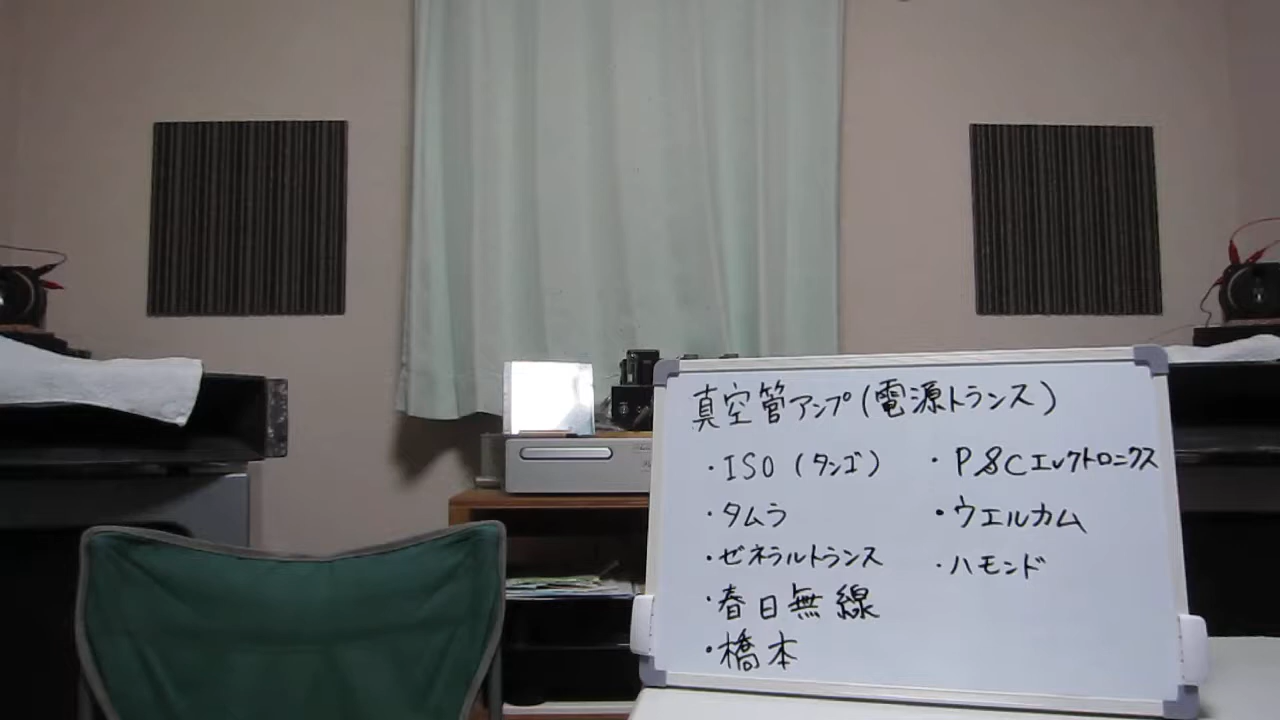 真空管アンプ(電源トランス)
・ISO(タンゴ)
・タムラ
・ゼネラルトランス
・春日無線
・橋本
・P&Cエレクトロニクス
・ウエルカム
・ハモンド